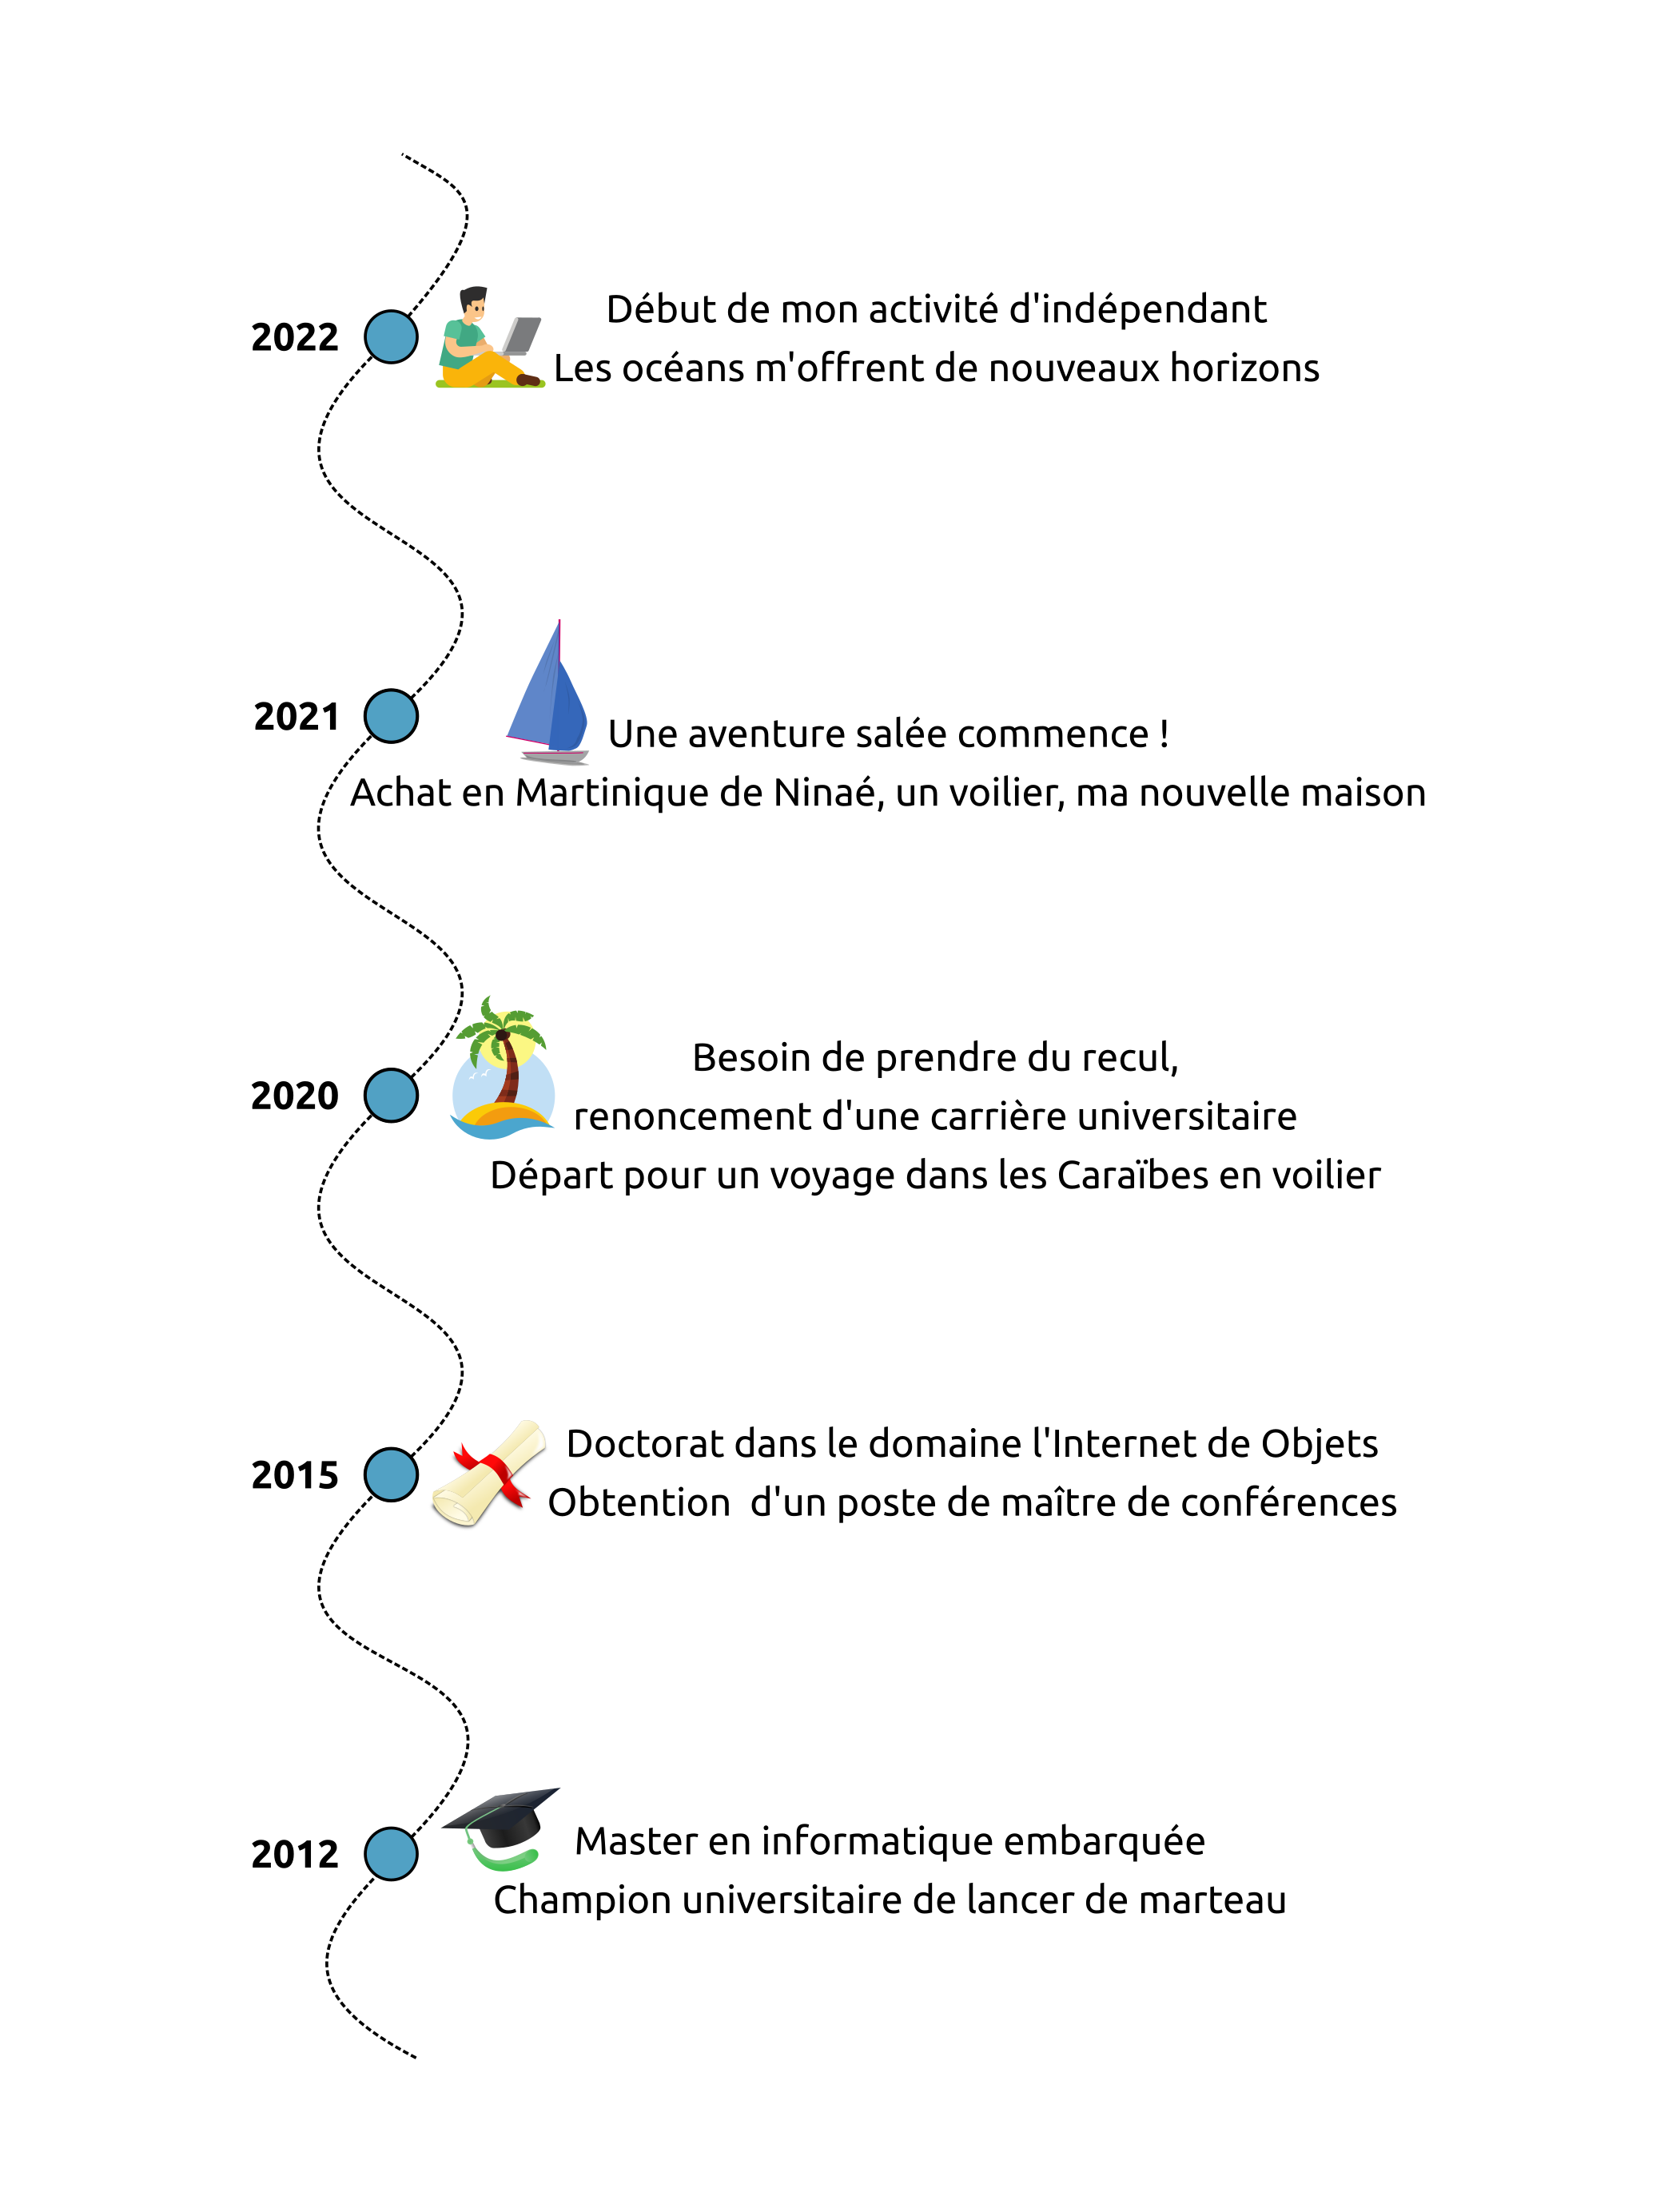 2022
Début de mon activité d'indépendant
Les océans m'offrent de nouveaux horizons
2021
Une aventure salée commence !
Achat en Martinique de Ninaé, un voilier, ma nouvelle maison
2020
Besoin de prendre du recul,
renoncement d'une carrière universitaire
Départ pour un voyage dans les Caraïbes en voilier
2015
Doctorat dans le domaine l'Internet de Objets
Obtention  d'un poste de maître de conférences
2012
Master en informatique embarquée
Champion universitaire de lancer de marteau